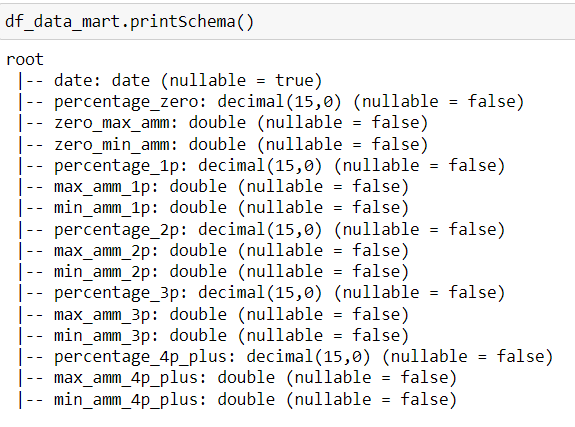 df_data_mart.printSchema()
root
 |-- date: date (nullable = true)
 |-- percentage_zero: decimal(15,0) (nullable = false)
 |-- zero_max_amm: double (nullable = false)
 |-- zero_min_amm: double (nullable = false)
 |-- percentage_1p: decimal(15,0) (nullable = false)
 |-- max_amm_1p: double (nullable = false)
 |-- min_amm_1p: double (nullable = false)
 |-- percentage_2p: decimal(15,0) (nullable = false)
 |-- max_amm_2p: double (nullable = false)
 |-- min_amm_2p: double (nullable = false)
 |-- percentage_3p: decimal(15,0) (nullable = false)
 |-- max_amm_3p: double (nullable = false)
 |-- min_amm_3p: double (nullable = false)
 |-- percentage_4p_plus: decimal(15,0) (nullable = false)
 |-- max_amm_4p_plus: double (nullable = false)
 |-- min_amm_4p_plus: double (nullable = false)